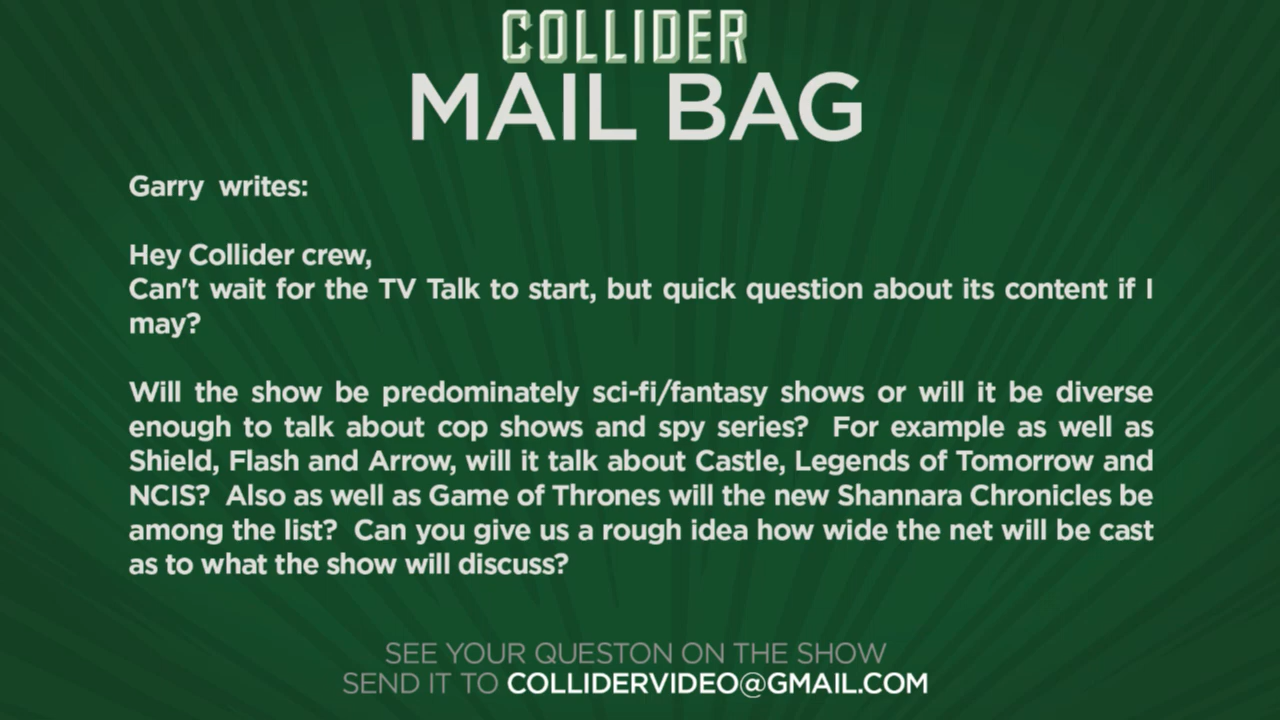 COLLIDER
MAIL BAG
Garry writes:
Hey Collider crew,
Can't wait for the TV Talk to start, but quick question about its content if I
may?
Will the show be predominately sci-fi/fantasy shows or will it be diverse
enough to talk about cop shows and spy series? For example as well as
Shield, Flash and Arrow, will it talk about Castle, Legends of Tomorrow and
NCIS? Also as well as Game of Thrones will the new Shannara Chronicles be
among the list? Can you give us a rough idea how wide the net will be cast
as to what the show will discuss?
SEE YOUR QUESTON ON THE SHOW
SEND IT TO COLLIDERVIDEO@GMAIL.COM